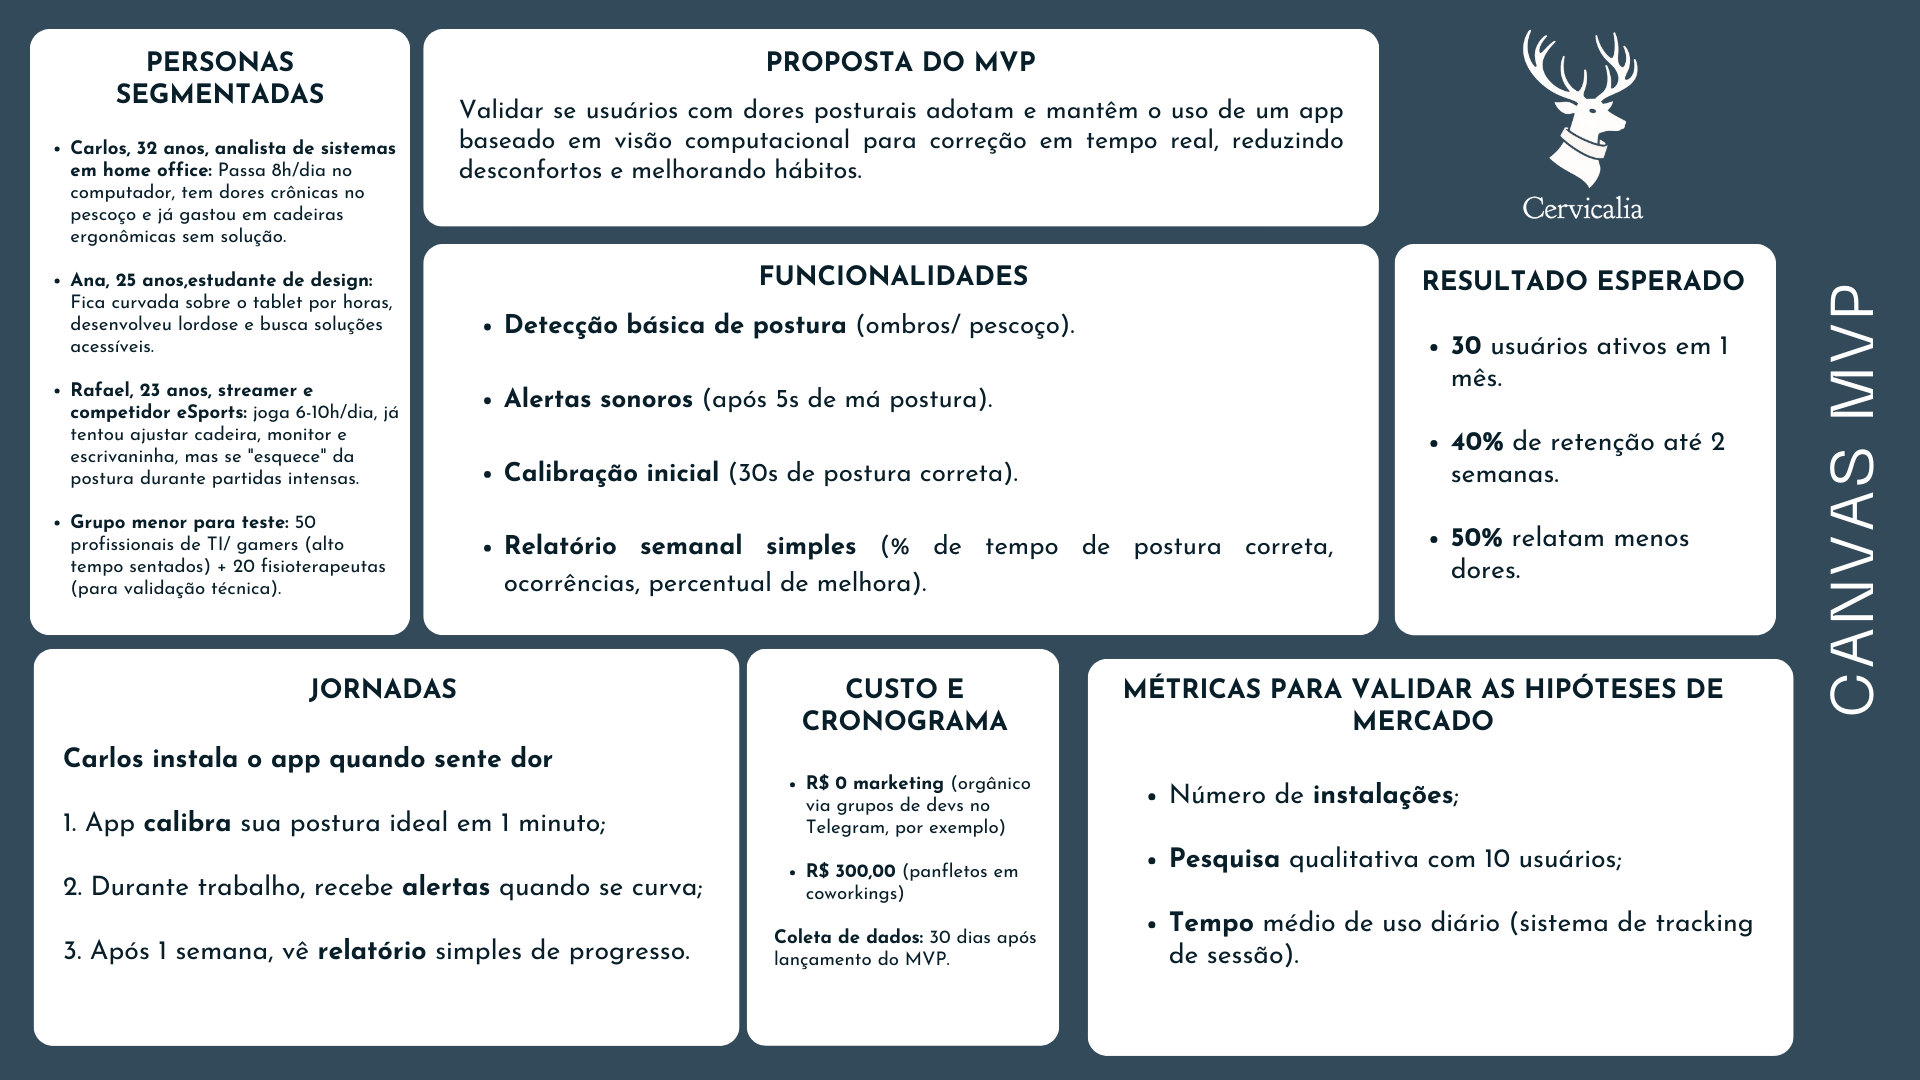 PERSONAS
SEGMENTADAS
• Carlos, 32 anos, analista de sistemas
em home office: Passa 8h/dia no
computador, tem dores crônicas no
pescoço e já gastou em cadeiras
ergonômicas sem solução.
• Ana, 25 anos,estudante de design:
Fica curvada sobre o tablet por horas,
desenvolveu lordose e busca soluções
acessíveis.
• Rafael, 23 anos, streamer e
competidor eSports: joga 6-10h/dia, já
tentou ajustar cadeira, monitor e
escrivaninha, mas se "esquece" da
postura durante partidas intensas.
• Grupo menor para teste: 50
profissionais de TI/ gamers (alto
tempo sentados) + 20 fisioterapeutas
(para validação técnica).
PROPOSTA DO MVP
Validar se usuários com dores posturais adotam e mantêm o uso de um app
baseado em visão computacional para correção em tempo real, reduzindo
desconfortos e melhorando hábitos.
Cervicalia
FUNCIONALIDADES
• Detecção básica de postura (ombros/ pescoço).
• Alertas sonoros (após 5s de má postura).
• Calibração inicial (30s de postura correta).
• Relatório semanal simples (% de tempo de postura correta,
ocorrências, percentual de melhora).
RESULTADO ESPERADO
• 30 usuários ativos em 1
mês.
• 40% de retenção até 2
semanas.
• 50% relatam menos
dores.
CANVAS MVP
JORNADAS
Carlos instala o app quando sente dor
1. App calibra sua postura ideal em 1 minuto;
2. Durante trabalho, recebe alertas quando se curva;
3. Após 1 semana, vê relatório simples de progresso.
CUSTO E
CRONOGRAMA
• R$ 0 marketing (orgânico
via grupos de devs no
Telegram, por exemplo)
• R$ 300,00 (panfletos em
coworkings)
Coleta de dados: 30 dias após
lançamento do MVP.
MÉTRICAS PARA VALIDAR AS HIPÓTESES DE
MERCADO
• Número de instalações;
• Pesquisa qualitativa com 10 usuários;
• Tempo médio de uso diário (sistema de tracking
de sessão).